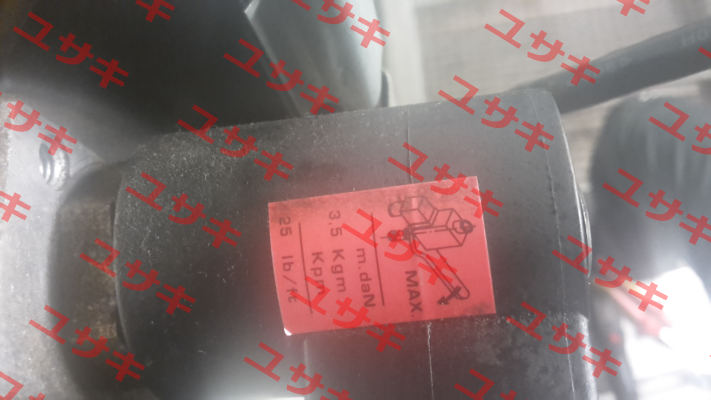 MAX
m.daN
3.5 Kgm
Kpm
25 lb/ft
ユサキ